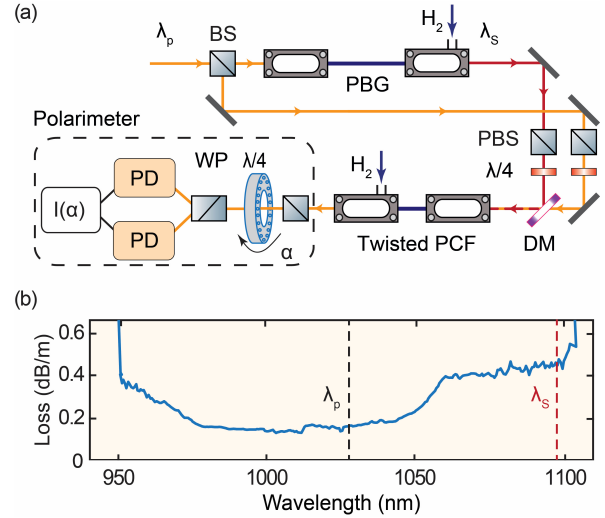 (a)
λp
BS
H2
λS
PBG
Polarimeter
PBS
WP
λ/4
λ/4
PD
H2
I(α)
PD
α
Twisted PCF
DM
(b)
0.6
0.4
0.2
0
Loss (dB/m)
λp
λS
950
1000
1050
1100
Wavelength (nm)